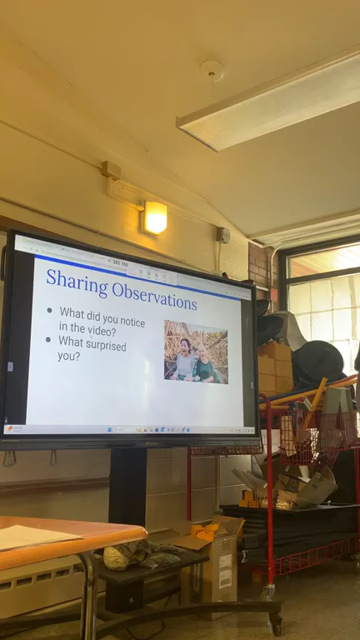 Sharing Observations
● What did you notice
in the video?
● What surprised
you?